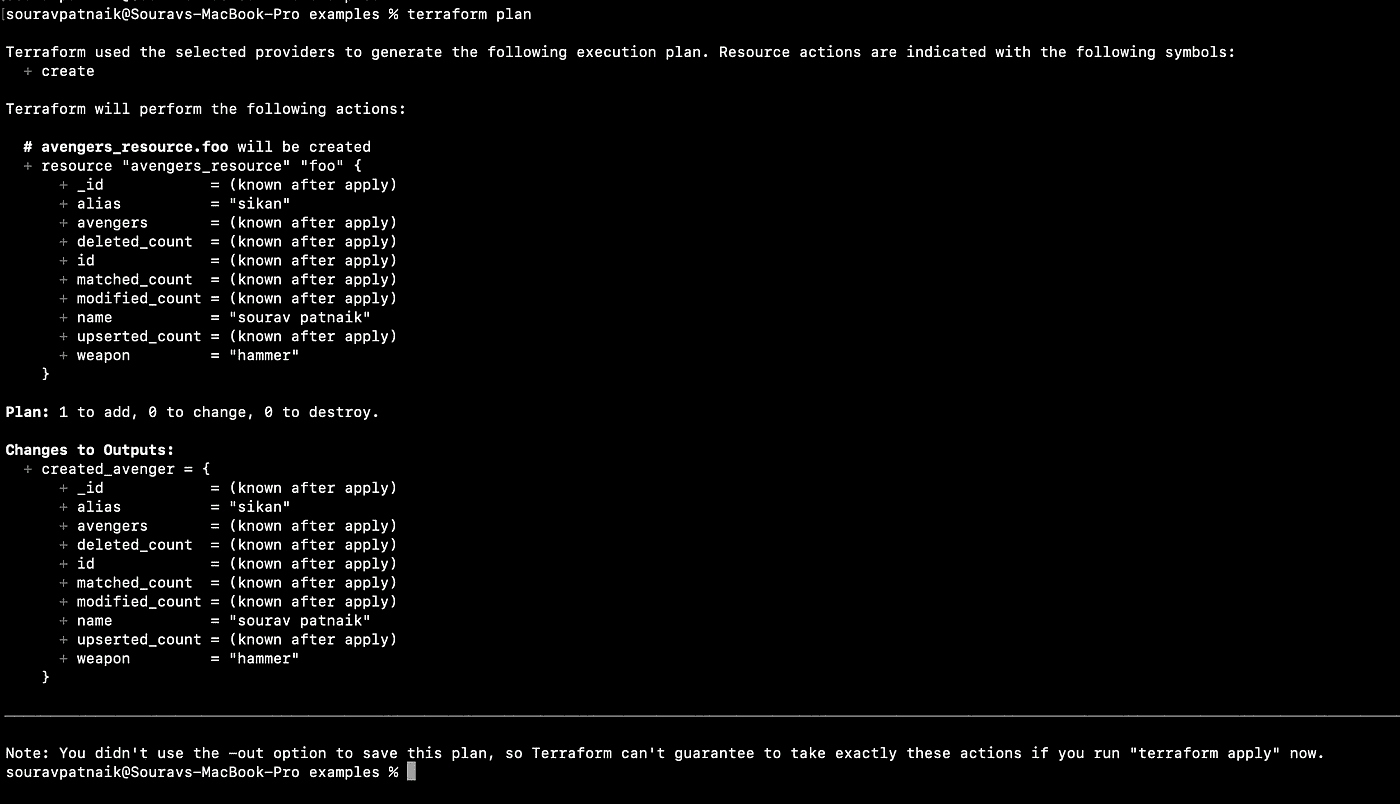 souravpatnaik@Souravs-MacBook-Pro examples % terraform plan
Terraform used the selected providers to generate the following execution plan. Resource actions are indicated with the following symbols:
  + create
Terraform will perform the following actions:
  # avengers_resource.foo will be created
  + resource "avengers_resource" "foo" {
      + _id            = (known after apply)
      + alias          = "sikan"
      + avengers       = (known after apply)
      + deleted_count  = (known after apply)
      + id             = (known after apply)
      + matched_count  = (known after apply)
      + modified_count = (known after apply)
      + name           = "sourav patnaik"
      + upserted_count = (known after apply)
      + weapon         = "hammer"
    }
Plan: 1 to add, 0 to change, 0 to destroy.
Changes to Outputs:
  + created_avenger = {
      + _id            = (known after apply)
      + alias          = "sikan"
      + avengers       = (known after apply)
      + deleted_count  = (known after apply)
      + id             = (known after apply)
      + matched_count  = (known after apply)
      + modified_count = (known after apply)
      + name           = "sourav patnaik"
      + upserted_count = (known after apply)
      + weapon         = "hammer"
    }
Note: You didn't use the -out option to save this plan, so Terraform can't guarantee to take exactly these actions if you run "terraform apply" now.
souravpatnaik@Souravs-MacBook-Pro examples %